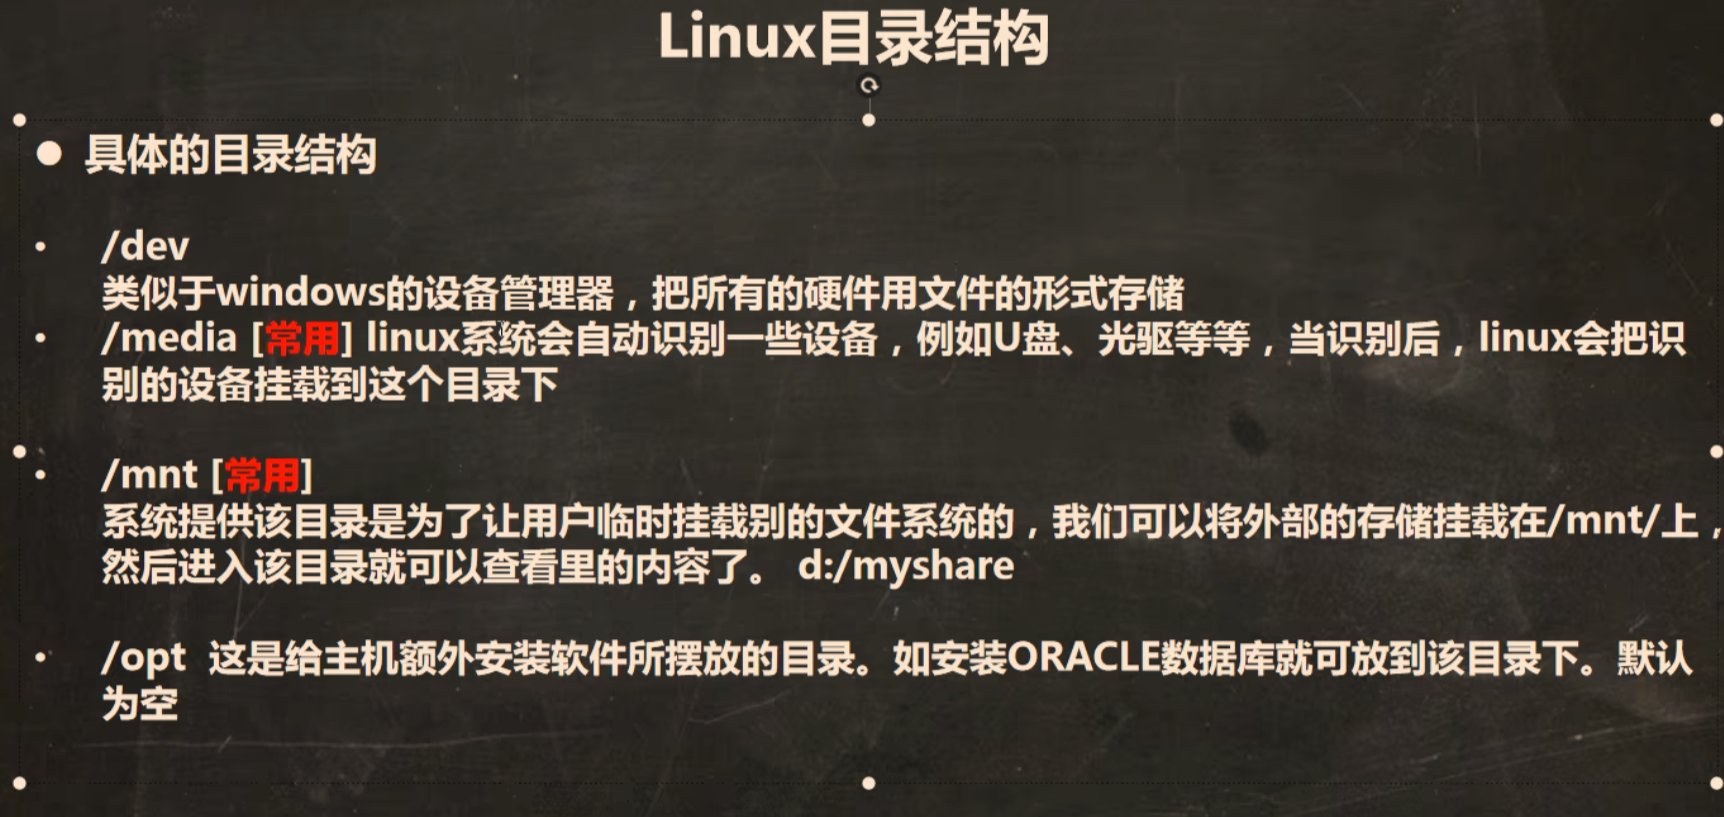 Linux目录结构
● 具体的目录结构
• /dev
类似于windows的设备管理器，把所有的硬件用文件的形式存储
• /media [常用] linux系统会自动识别一些设备，例如U盘、光驱等等，当识别后，linux会把识
别的设备挂载到这个目录下
• /mnt [常用]
系统提供该目录是为了让用户临时挂载别的文件系统的，我们可以将外部的存储挂载在/mnt/上，
然后进入该目录就可以查看里的内容了。 d:/myshare
• /opt 这是给主机额外安装软件所摆放的目录。如安装ORACLE数据库就可放到该目录下。默认
为空